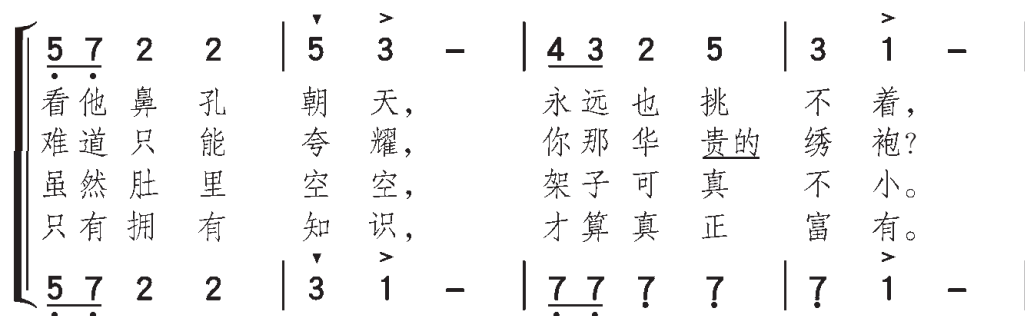 5 7 2 2 | 5 3 – | 4 3 2 5 | 3 1 – |
看他鼻孔 朝天, 永远也挑 不着,
难道只能 夸耀, 你那华贵的 绣袍?
虽然肚里 空空, 架子可真 不小。
只有拥有 知识, 才算真正 富有。
5 7 2 2 | 3 1 – | 7 7 7 7 | 7 1 – |